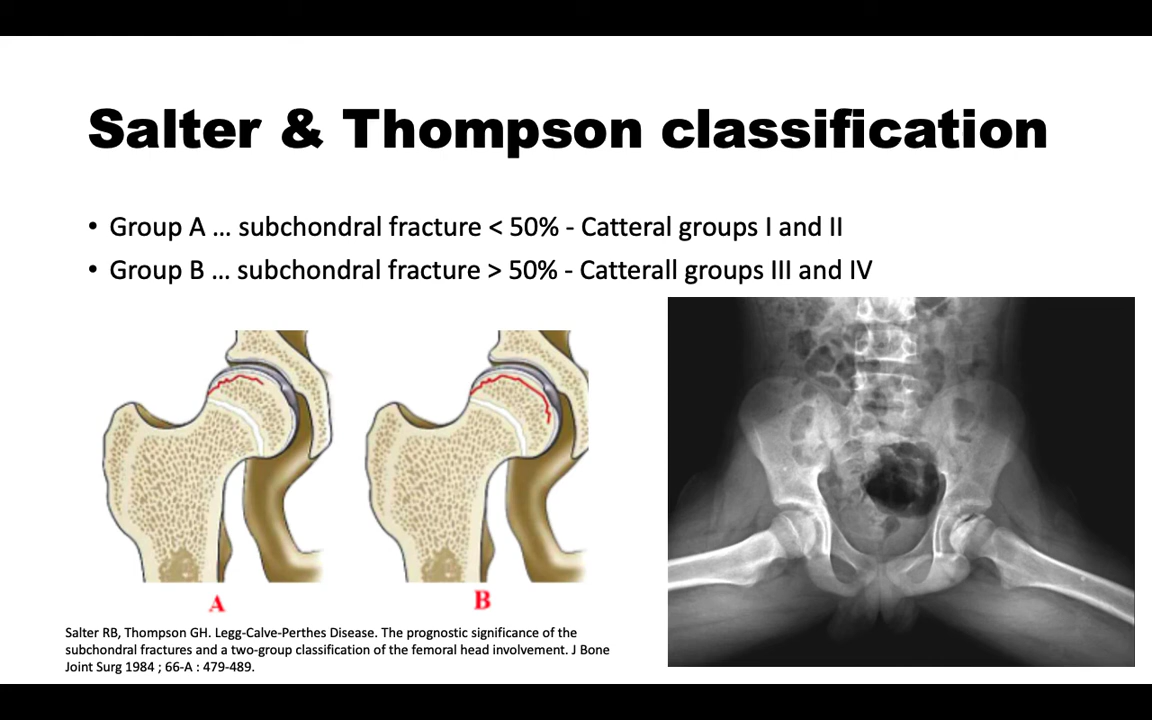 Salter & Thompson classification
• Group A ... subchondral fracture < 50% - Catteral groups I and II
• Group B ... subchondral fracture > 50% - Catterall groups III and IV
A
B
Salter RB, Thompson GH. Legg-Calve-Perthes Disease. The prognostic significance of the
subchondral fractures and a two-group classification of the femoral head involvement. J Bone
Joint Surg 1984 ; 66-A : 479-489.